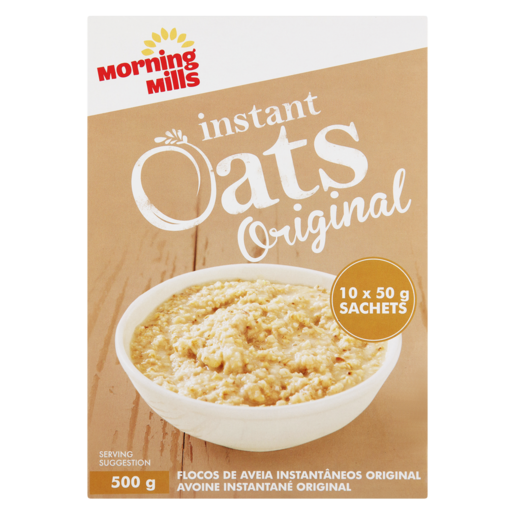 Morning
Mills
instant
Oats
Original
10 x 50 g
SACHETS
SERVING
SUGGESTION
500 g
FLOCOS DE AVEIA INSTANTÂNEOS ORIGINAL
AVOINE INSTANTANÉ ORIGINAL